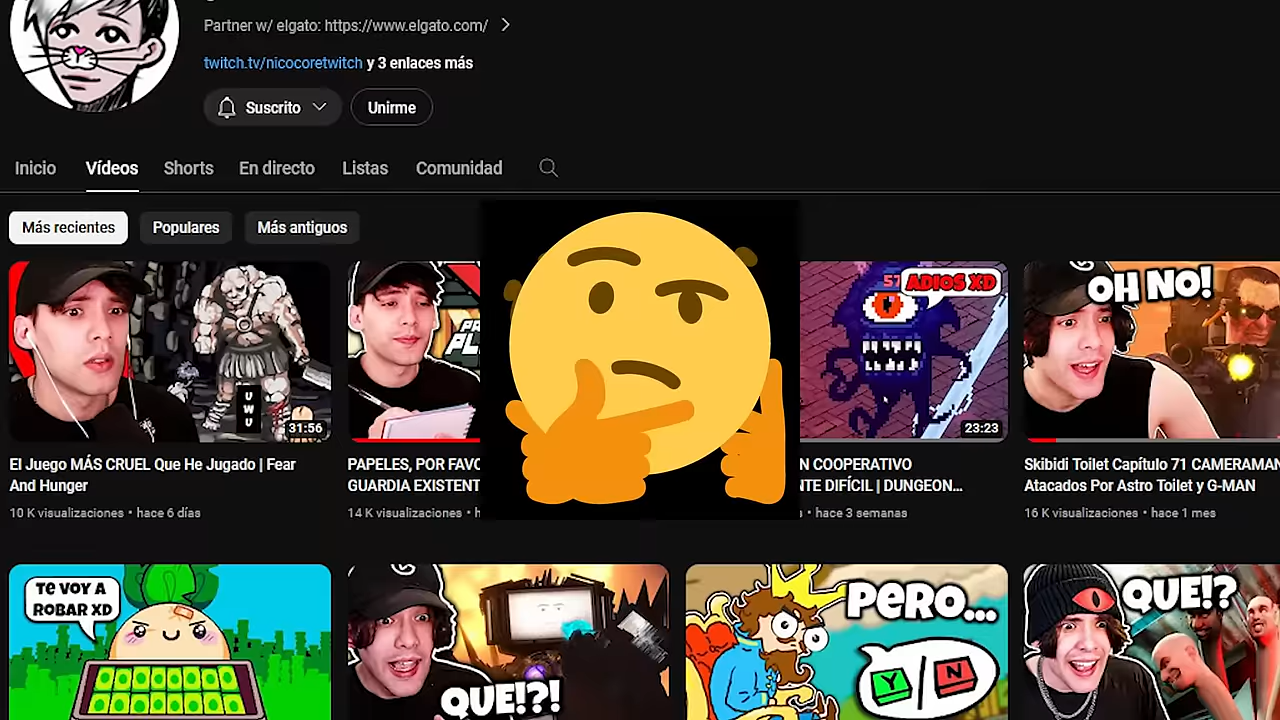 Partner w/ elgato: https://www.elgato.com/
twitch.tv/nicocoretwitch y 3 enlaces más
Suscrito Unirme
Inicio Vídeos Shorts En directo Listas Comunidad
Más recientes Populares Más antiguos
UWU
31:56
57 ADIOS XD
23:23
OH NO!
El Juego MÁS CRUEL Que He Jugado | Fear
And Hunger
10 K visualizaciones • hace 6 días
PAPELES, POR FAVO
GUARDIA EXISTENT
14 K visualizaciones •
N COOPERATIVO
NTE DIFÍCIL | DUNGEON...
• hace 3 semanas
Skibidi Toilet Capítulo 71 CAMERAMAN
Atacados Por Astro Toilet y G-MAN
16 K visualizaciones • hace 1 mes
TE VOY A
ROBAR XD
QUE!?!
PERO...
Y / N
QUE!?